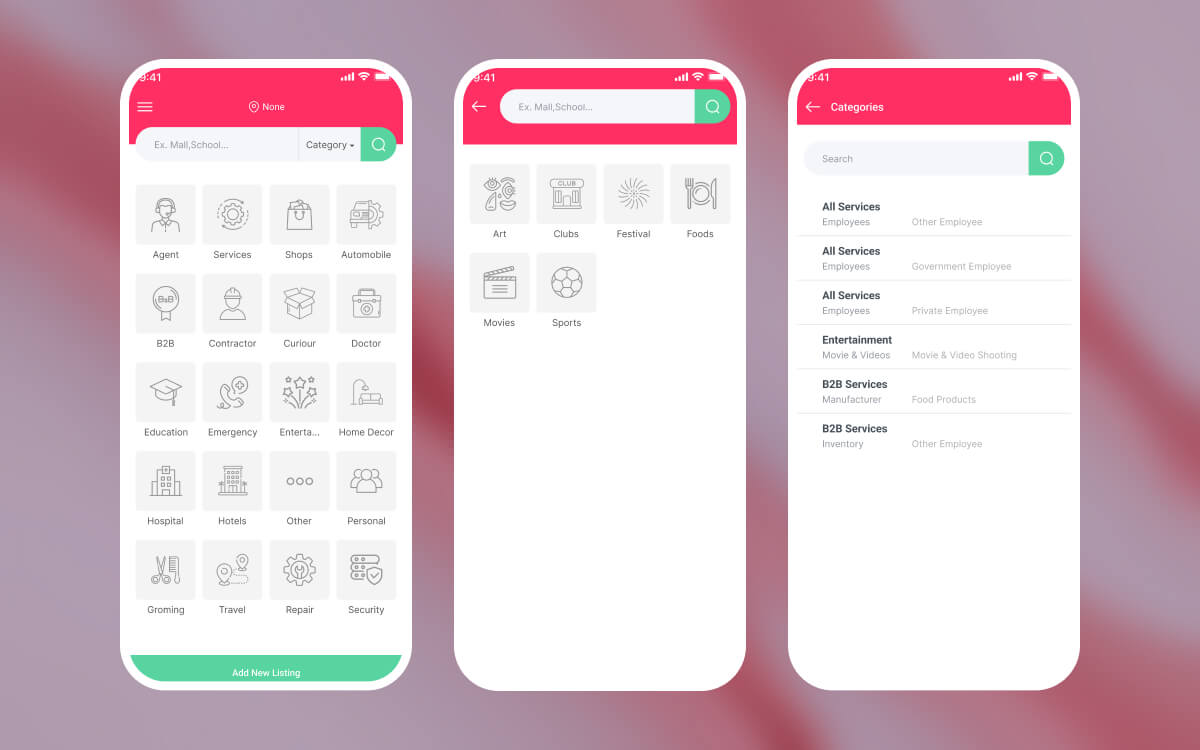 9:41
None
Ex. Mall,School...
Category
Agent
Services
Shops
Automobile
B2B
B2B
Contractor
Curiour
Doctor
Education
Emergency
Enterta...
Home Decor
Hospital
Hotels
Other
Personal
Groming
Travel
Repair
Security
Add New Listing
9:41
Ex. Mall,School...
CLUB
Art
Clubs
Festival
Foods
Movies
Sports
9:41
Categories
Search
All Services
Employees Other Employee
All Services
Employees Government Employee
All Services
Employees Private Employee
Entertainment
Movie & Videos Movie & Video Shooting
B2B Services
Manufacturer Food Products
B2B Services
Inventory Other Employee